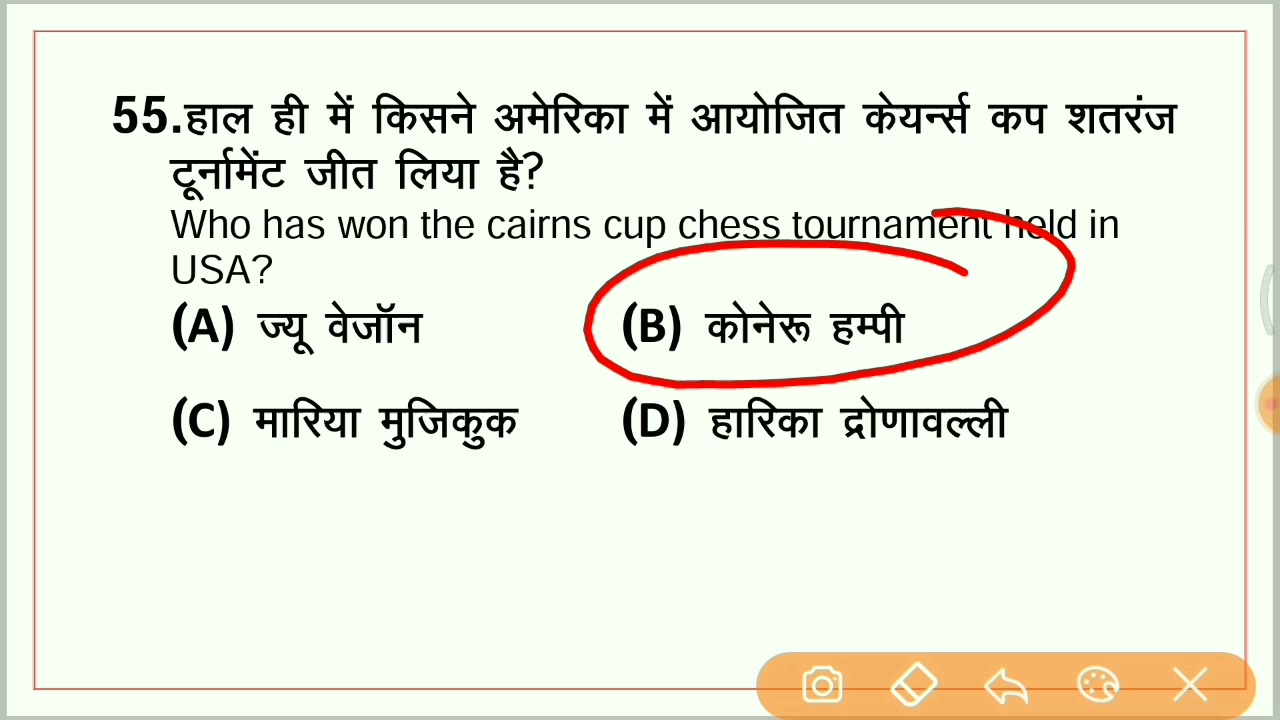 55.हाल ही में किसने अमेरिका में आयोजित केयर्न्स कप शतरंज
टूर्नामेंट जीत लिया है?
Who has won the cairns cup chess tournament held in
USA?
(A) ज्यू वेजॉन (B) कोनेरू हम्पी
(C) मारिया मुजिकुक (D) हारिका द्रोणावल्ली